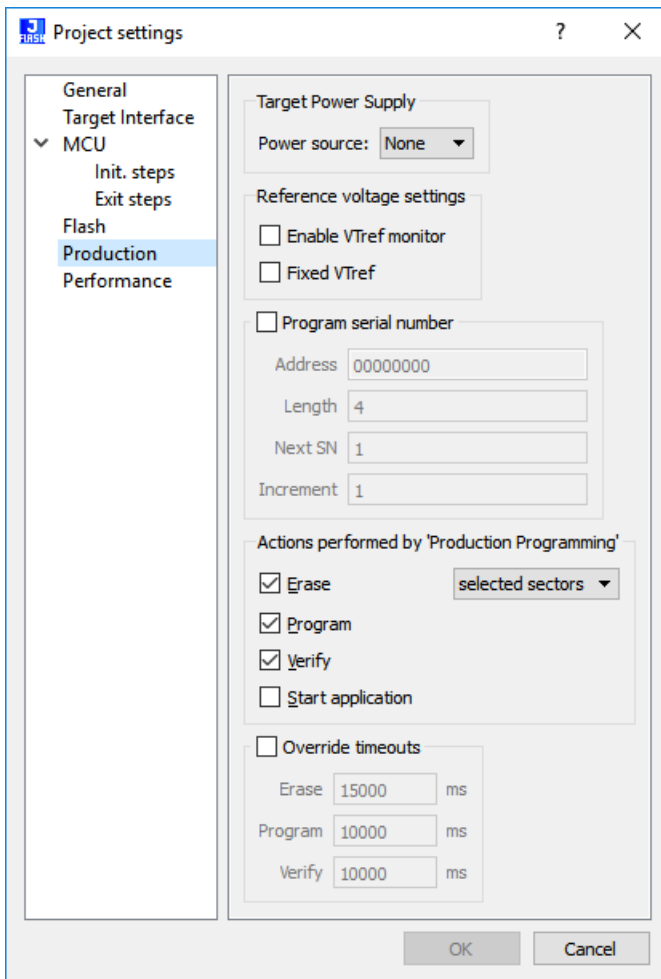 J
FLASH
Project settings
?
General
Target Interface
MCU
Init. steps
Exit steps
Flash
Production
Performance
Target Power Supply
Power source: None
Reference voltage settings
Enable VTref monitor
Fixed VTref
Program serial number
Address 00000000
Length 4
Next SN 1
Increment 1
Actions performed by 'Production Programming'
Erase selected sectors
Program
Verify
Start application
Override timeouts
Erase 15000 ms
Program 10000 ms
Verify 10000 ms
OK Cancel